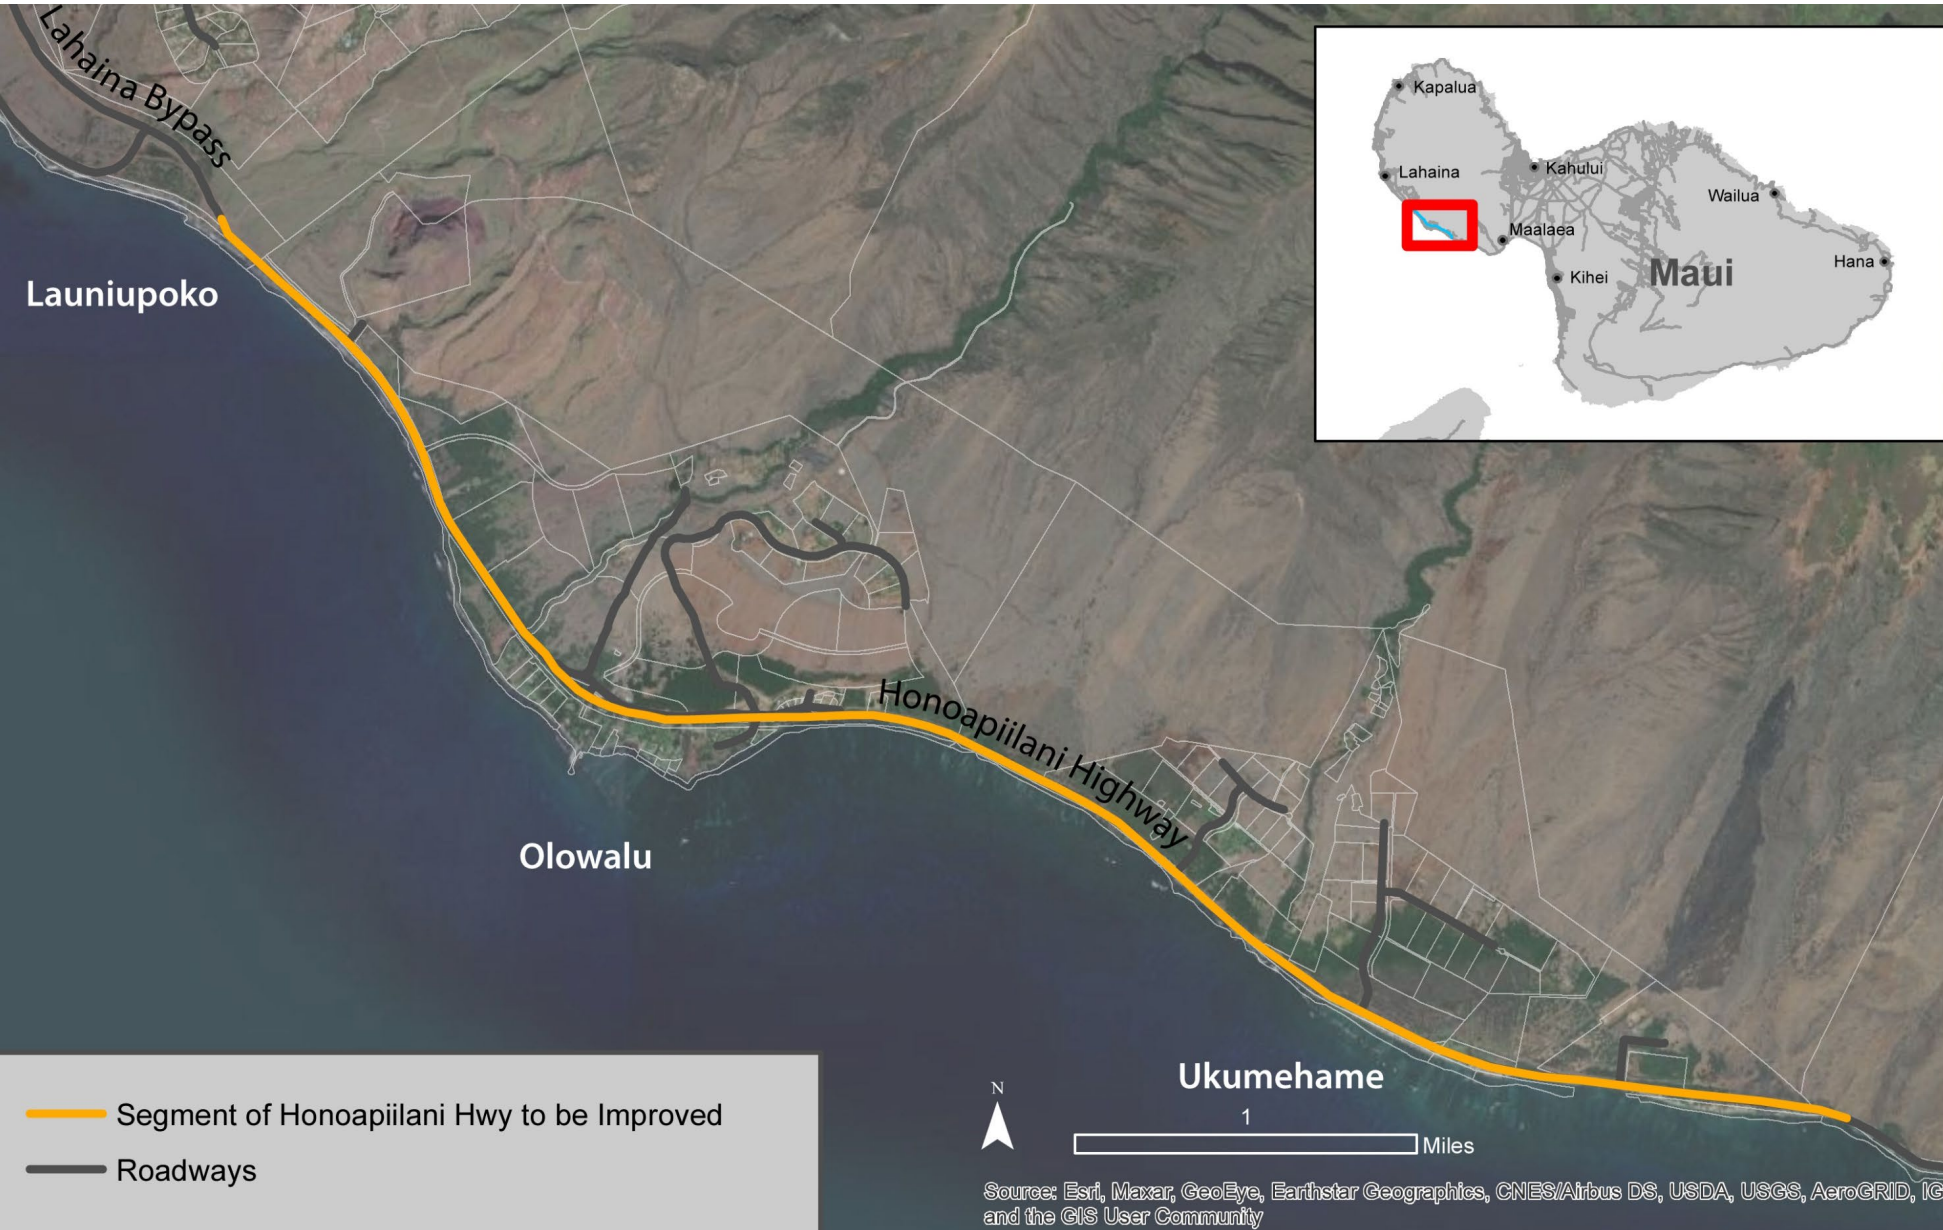 Lahaina Bypass
Kapalua
Kahului
Lahaina
Wailua
Maalaea
Hana
Kihei
Maui
Launiupoko
Honoapiilani Highway
Olowalu
Ukumehame
N
1
Miles
Segment of Honoapiilani Hwy to be Improved
Roadways
Source: Esri, Maxar, GeoEye, Earthstar Geographics, CNES/Airbus DS, USDA, USGS, AeroGRID, IG
and the GIS User Community